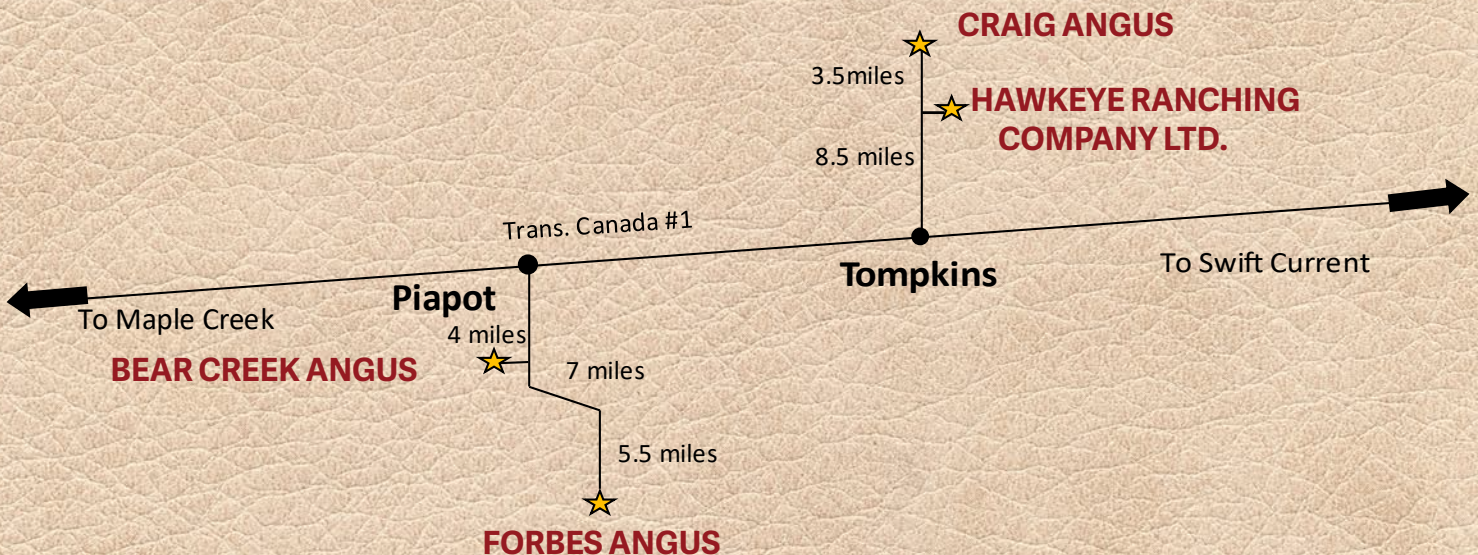 CRAIG ANGUS
3.5miles
HAWKEYE RANCHING
COMPANY LTD.
8.5 miles
Trans. Canada #1
Tompkins
To Swift Current
Piapot
To Maple Creek
4 miles
BEAR CREEK ANGUS
7 miles
5.5 miles
FORBES ANGUS